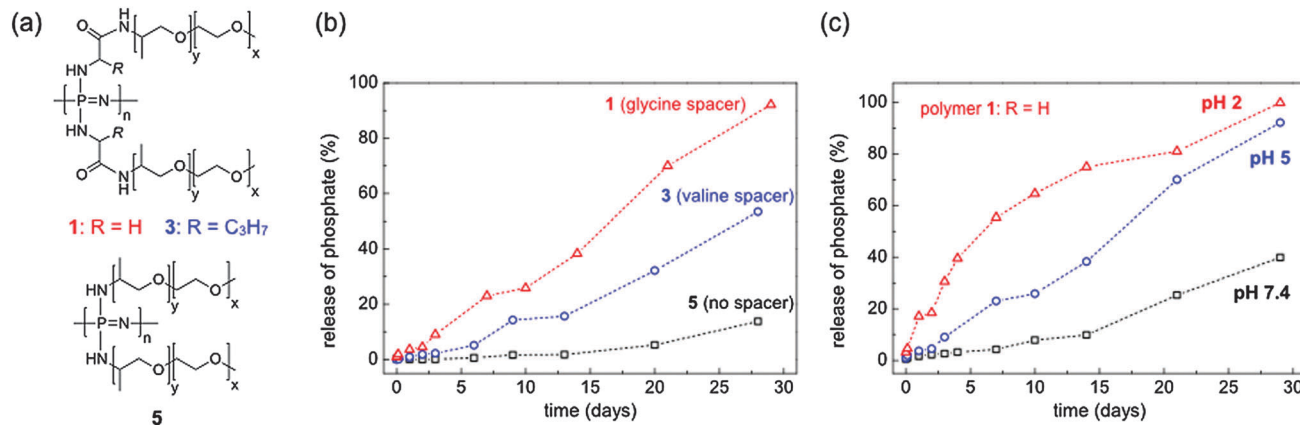 (a)
O
H
N
O
O
y
x
HN
R
P=N
n
HN
R
O
N
H
O
O
y
x
1: R = H 3: R = C₃H₇
HN
O
O
y
x
P=N
n
HN
O
O
y
x
5
(b)
release of phosphate (%)
100
80
60
40
20
0
1 (glycine spacer)
3 (valine spacer)
5 (no spacer)
0 5 10 15 20 25 30
time (days)
(c)
release of phosphate (%)
100
80
60
40
20
0
polymer 1: R = H
pH 2
pH 5
pH 7.4
0 5 10 15 20 25 30
time (days)